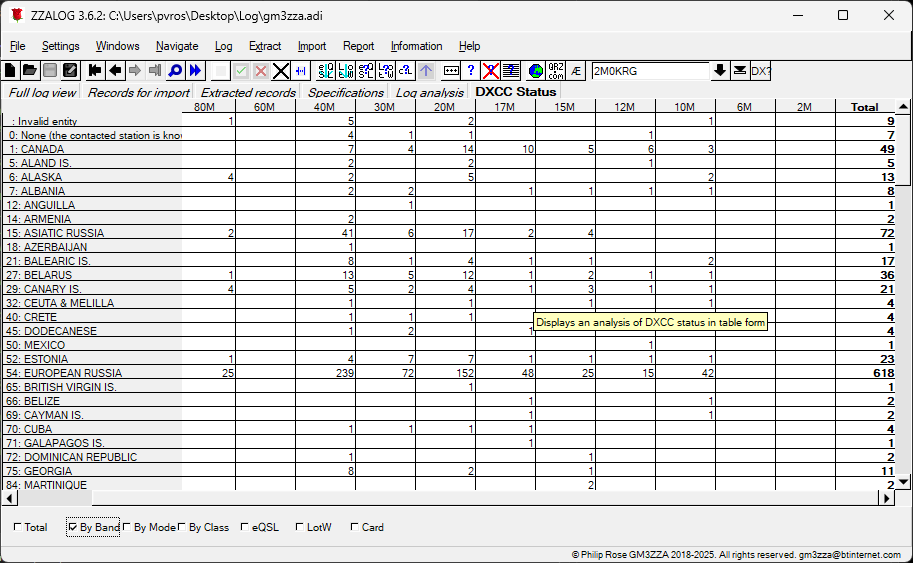 ZZALOG 3.6.2: C:\Users\pvros\Desktop\Log\gm3zza.adi
File Settings Windows Navigate Log Extract Import Report Information Help
QRZ .com Æ 2M0KRG DX?
Full log view Records for import Extracted records Specifications Log analysis DXCC Status
80M 60M 40M 30M 20M 17M 15M 12M 10M 6M 2M Total
: Invalid entity 1 5 2 1 9
0: None (the contacted station is know 4 1 1 1 7
1: CANADA 7 4 14 10 5 6 3 49
5: ALAND IS. 2 2 1 5
6: ALASKA 4 2 5 2 13
7: ALBANIA 2 2 1 1 1 1 8
12: ANGUILLA 1 1
14: ARMENIA 2 2
15: ASIATIC RUSSIA 2 41 6 17 2 4 72
18: AZERBAIJAN 1 1
21: BALEARIC IS. 8 1 4 1 1 2 17
27: BELARUS 1 13 5 12 1 2 1 1 36
29: CANARY IS. 4 5 2 4 1 3 1 1 21
32: CEUTA & MELILLA 1 1 1 1 4
40: CRETE 1 1 1 4
Displays an analysis of DXCC status in table form
45: DODECANESE 1 2 1 4
50: MEXICO 1 1
52: ESTONIA 1 4 7 7 1 1 1 1 23
54: EUROPEAN RUSSIA 25 239 72 152 48 25 15 42 618
65: BRITISH VIRGIN IS. 1 1
66: BELIZE 1 1 2
69: CAYMAN IS. 1 1 2
70: CUBA 1 1 1 1 4
71: GALAPAGOS IS. 1 1
72: DOMINICAN REPUBLIC 1 1 2
75: GEORGIA 8 2 1 11
84: MARTINIQUE 2 2
Total By Band By Mode By Class eQSL LotW Card
© Philip Rose GM3ZZA 2018-2025. All rights reserved. gm3zza@btinternet.com